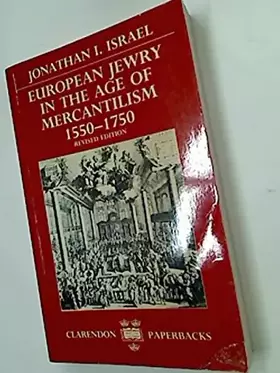 JONATHAN I. ISRAEL
EUROPEAN JEWRY
IN THE AGE OF
MERCANTILISM
1550–1750
REVISED EDITION
CLARENDON PAPERBACKS